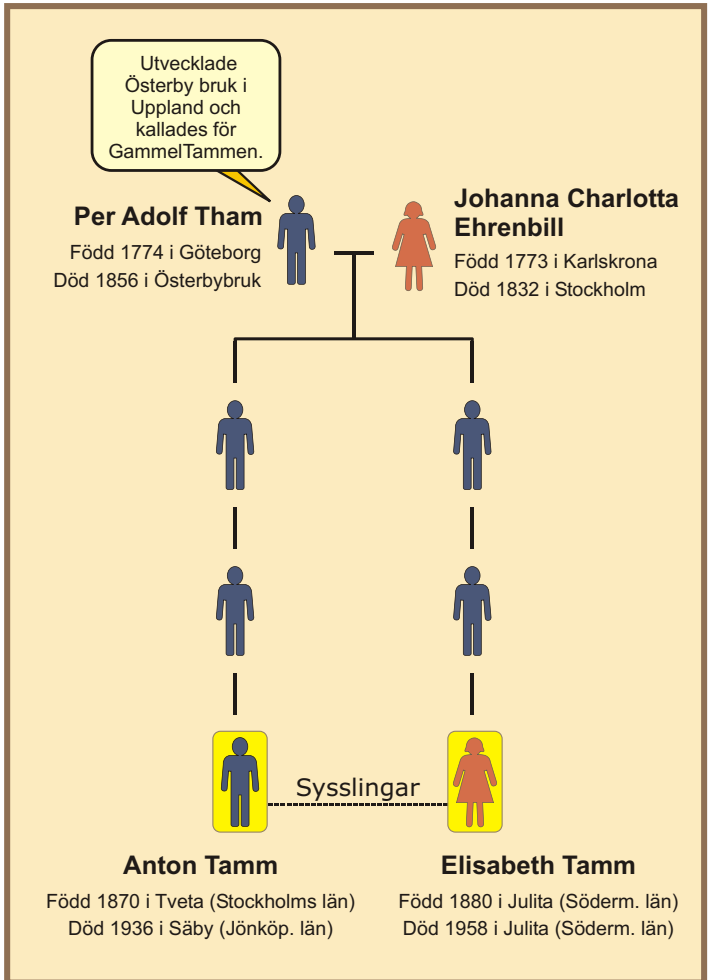 Utvecklade
Österby bruk i
Uppland och
kallades för
GammelTammen.
Per Adolf Tham
Född 1774 i Göteborg
Död 1856 i Österbybruk
Johanna Charlotta
Ehrenbill
Född 1773 i Karlskrona
Död 1832 i Stockholm
Sysslingar
Anton Tamm
Född 1870 i Tveta (Stockholms län)
Död 1936 i Säby (Jönköp. län)
Elisabeth Tamm
Född 1880 i Julita (Söderm. län)
Död 1958 i Julita (Söderm. län)